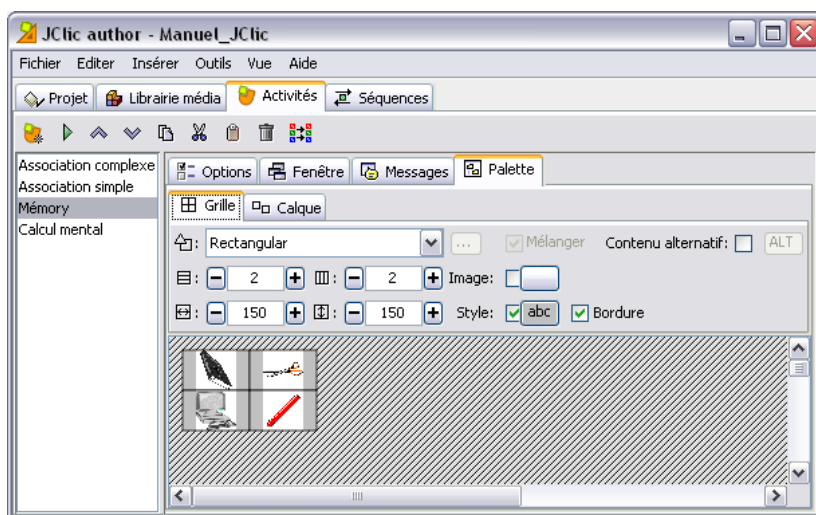 JClic author - Manuel_JClic
Fichier Editer Insérer Outils Vue Aide
Projet Librairie média Activités Séquences
Association complexe
Association simple
Mémory
Calcul mental
Options Fenêtre Messages Palette
Grille Calque
: Rectangular ... Mélanger Contenu alternatif: ALT
: 2 : 2 Image:
: 150 : 150 Style: abc Bordure